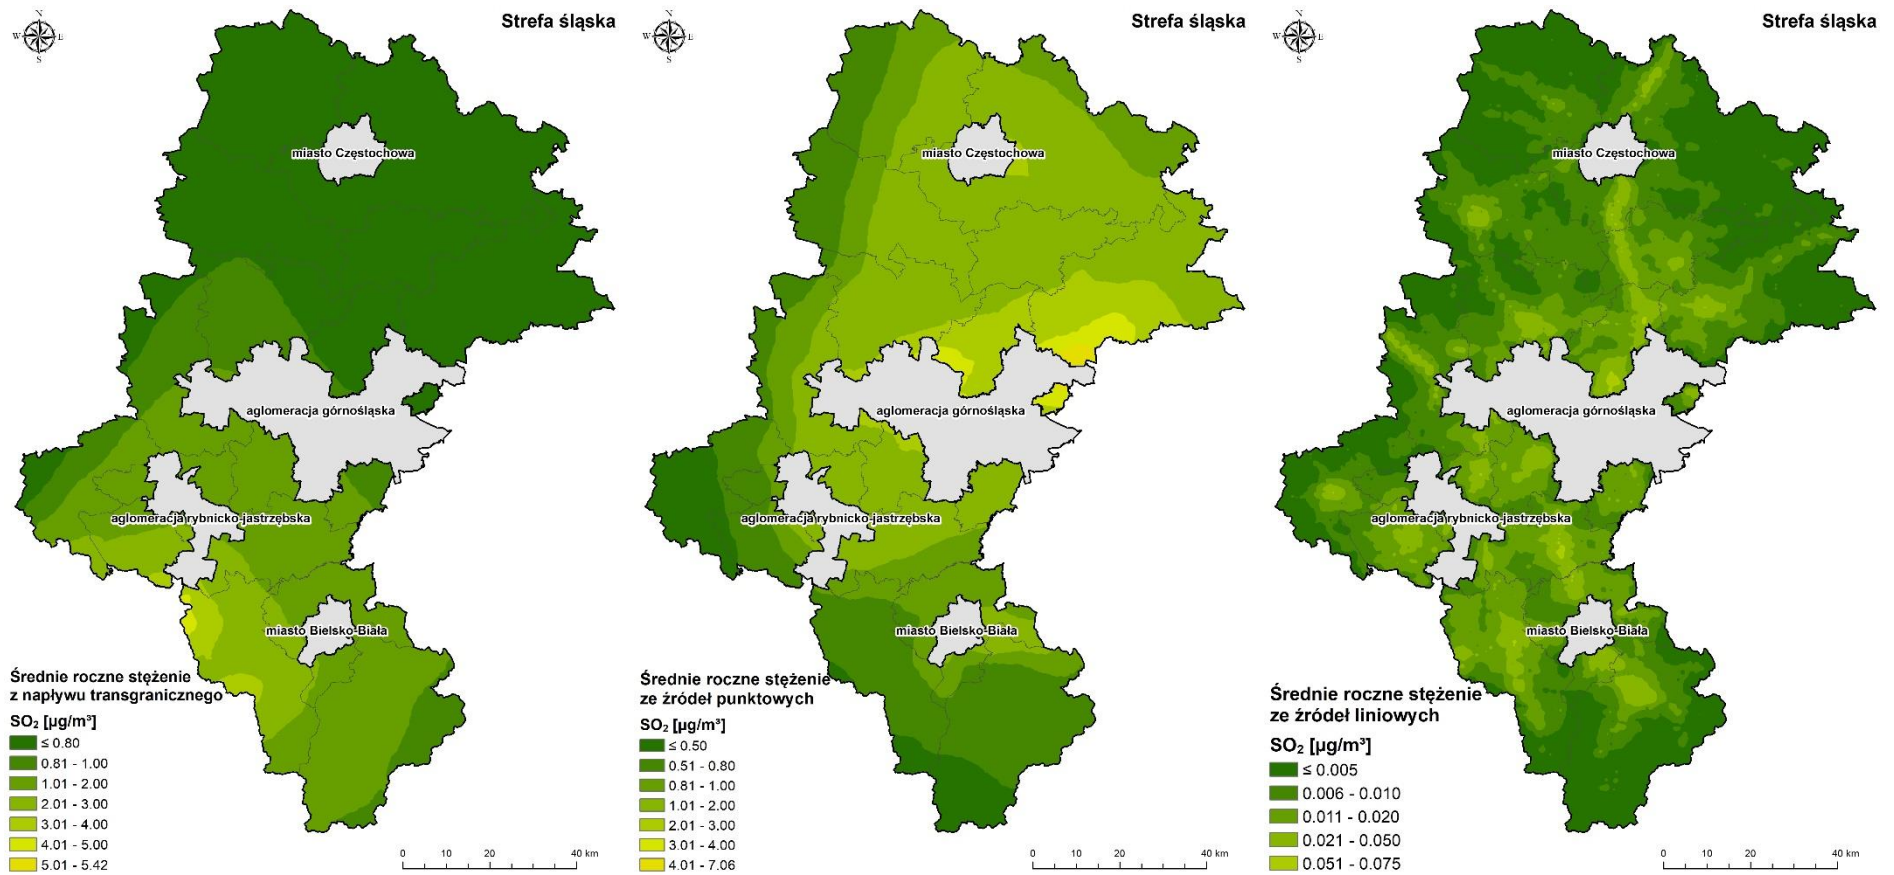 Strefa śląska
N
W E
S
miasto Częstochowa
aglomeracja górnośląska
aglomeracja rybnicko-jastrzębska
miasto Bielsko-Biała
Średnie roczne stężenie
z napływu transgranicznego
SO₂ [µg/m³]
≤ 0.80
0.81 - 1.00
1.01 - 2.00
2.01 - 3.00
3.01 - 4.00
4.01 - 5.00
5.01 - 5.42
0 10 20 40 km
Strefa śląska
N
W E
S
miasto Częstochowa
aglomeracja górnośląska
aglomeracja rybnicko-jastrzębska
miasto Bielsko-Biała
Średnie roczne stężenie
ze źródeł punktowych
SO₂ [µg/m³]
≤ 0.50
0.51 - 0.80
0.81 - 1.00
1.01 - 2.00
2.01 - 3.00
3.01 - 4.00
4.01 - 7.06
0 10 20 40 km
Strefa śląska
N
W E
S
miasto Częstochowa
aglomeracja górnośląska
aglomeracja rybnicko-jastrzębska
miasto Bielsko-Biała
Średnie roczne stężenie
ze źródeł liniowych
SO₂ [µg/m³]
≤ 0.005
0.006 - 0.010
0.011 - 0.020
0.021 - 0.050
0.051 - 0.075
0 10 20 40 km